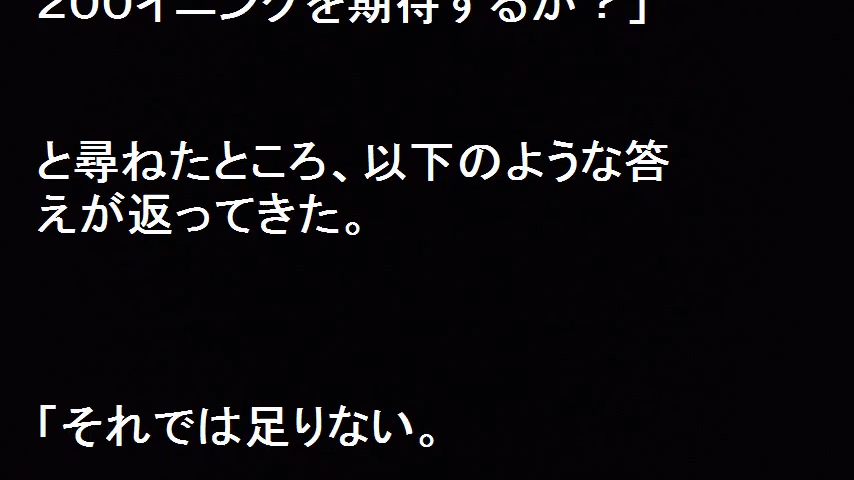 200イニングを期待するか？」
と尋ねたところ、以下のような答
えが返ってきた。
「それでは足りない。